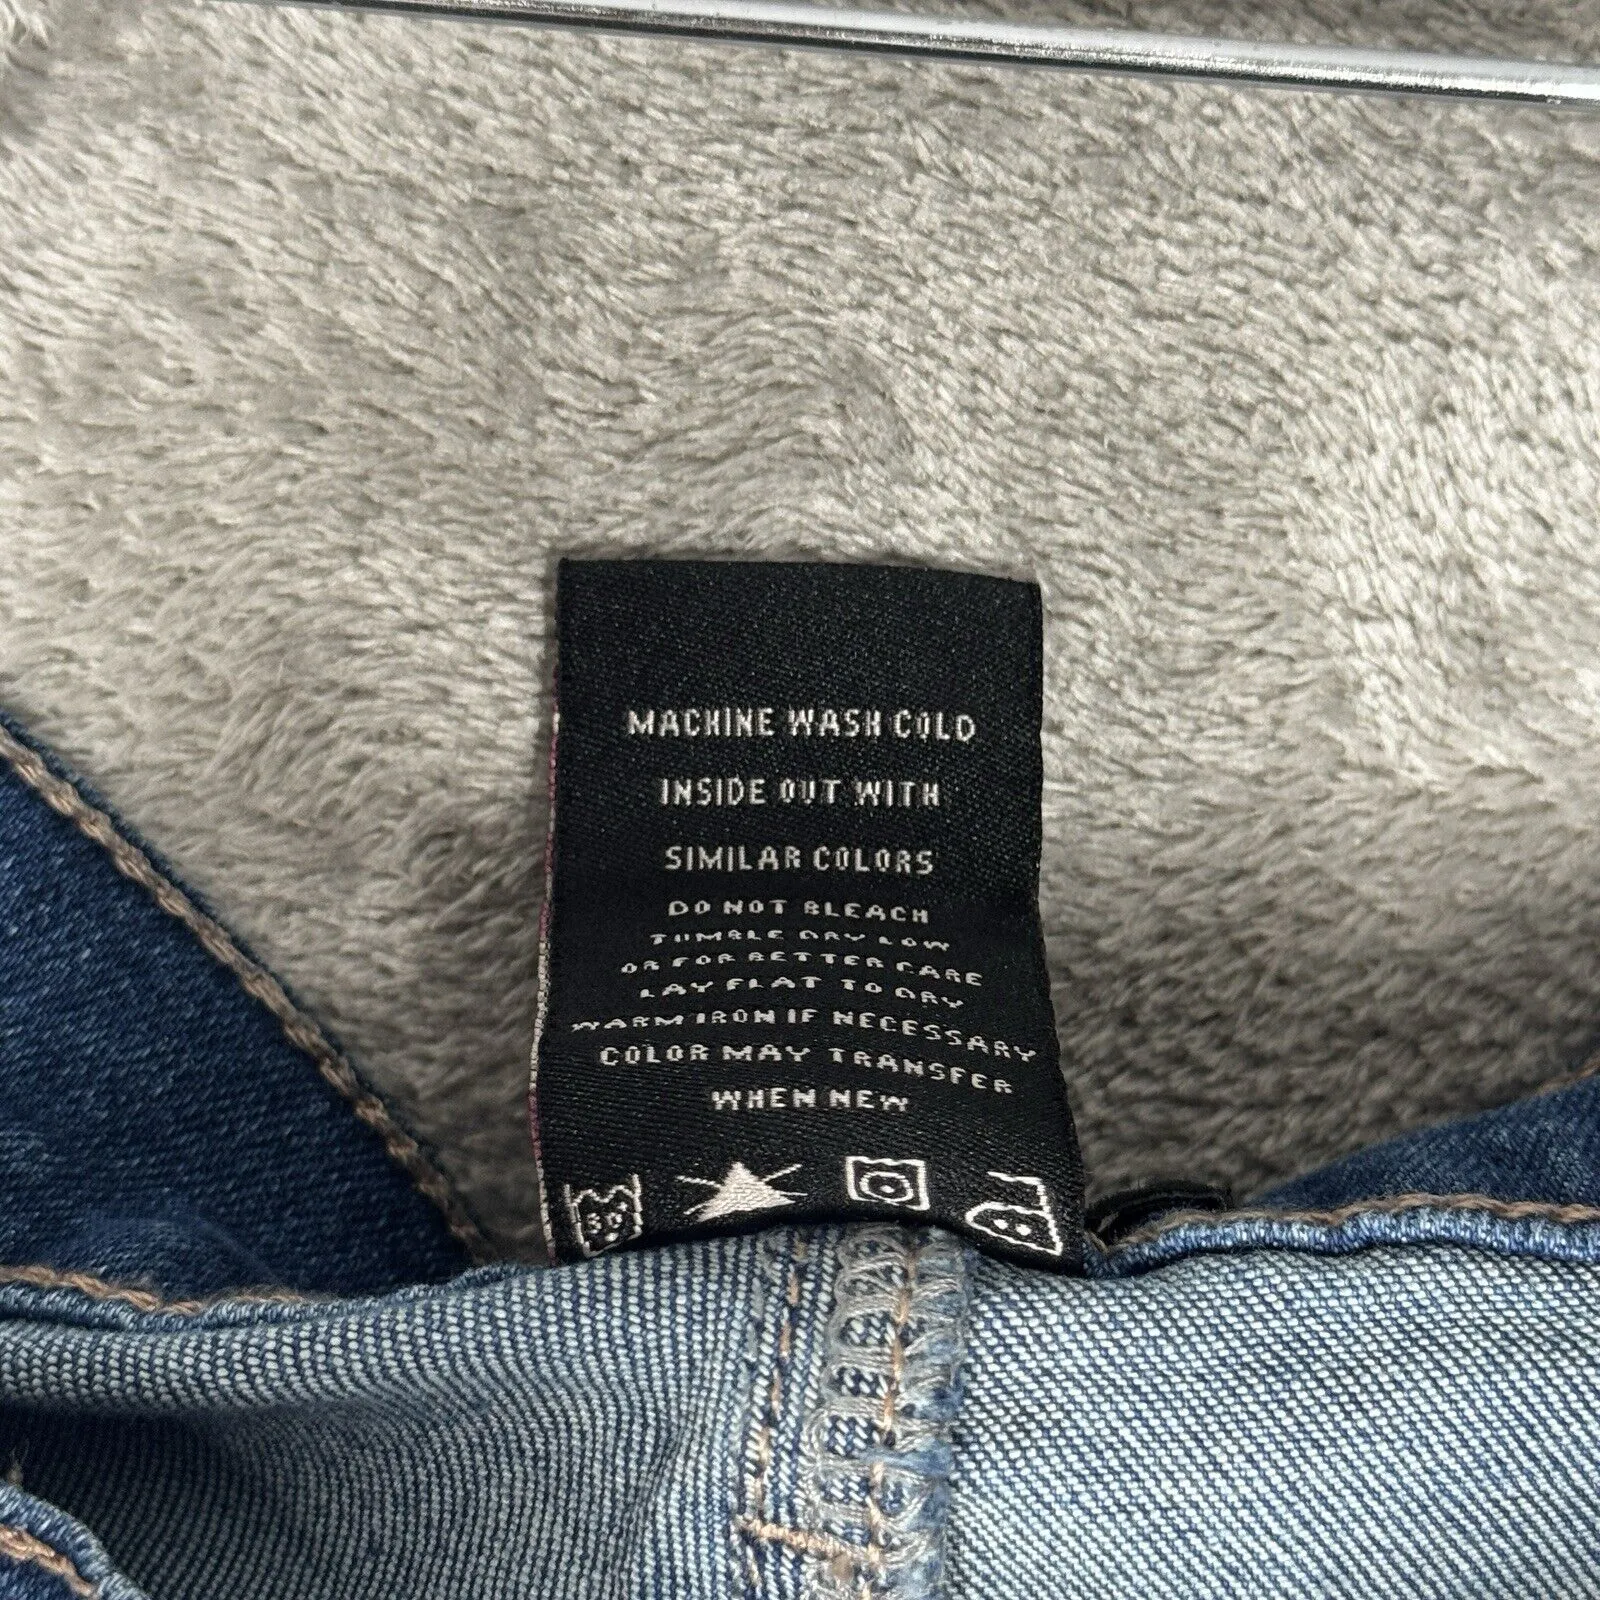 MACHINE WASH COLD
INSIDE OUT WITH
SIMILAR COLORS
DO NOT BLEACH
TUMBLE DRY LOW
OR FOR BETTER CARE
LAY FLAT TO DRY
WARM IRON IF NECESSARY
COLOR MAY TRANSFER
WHEN NEW
30